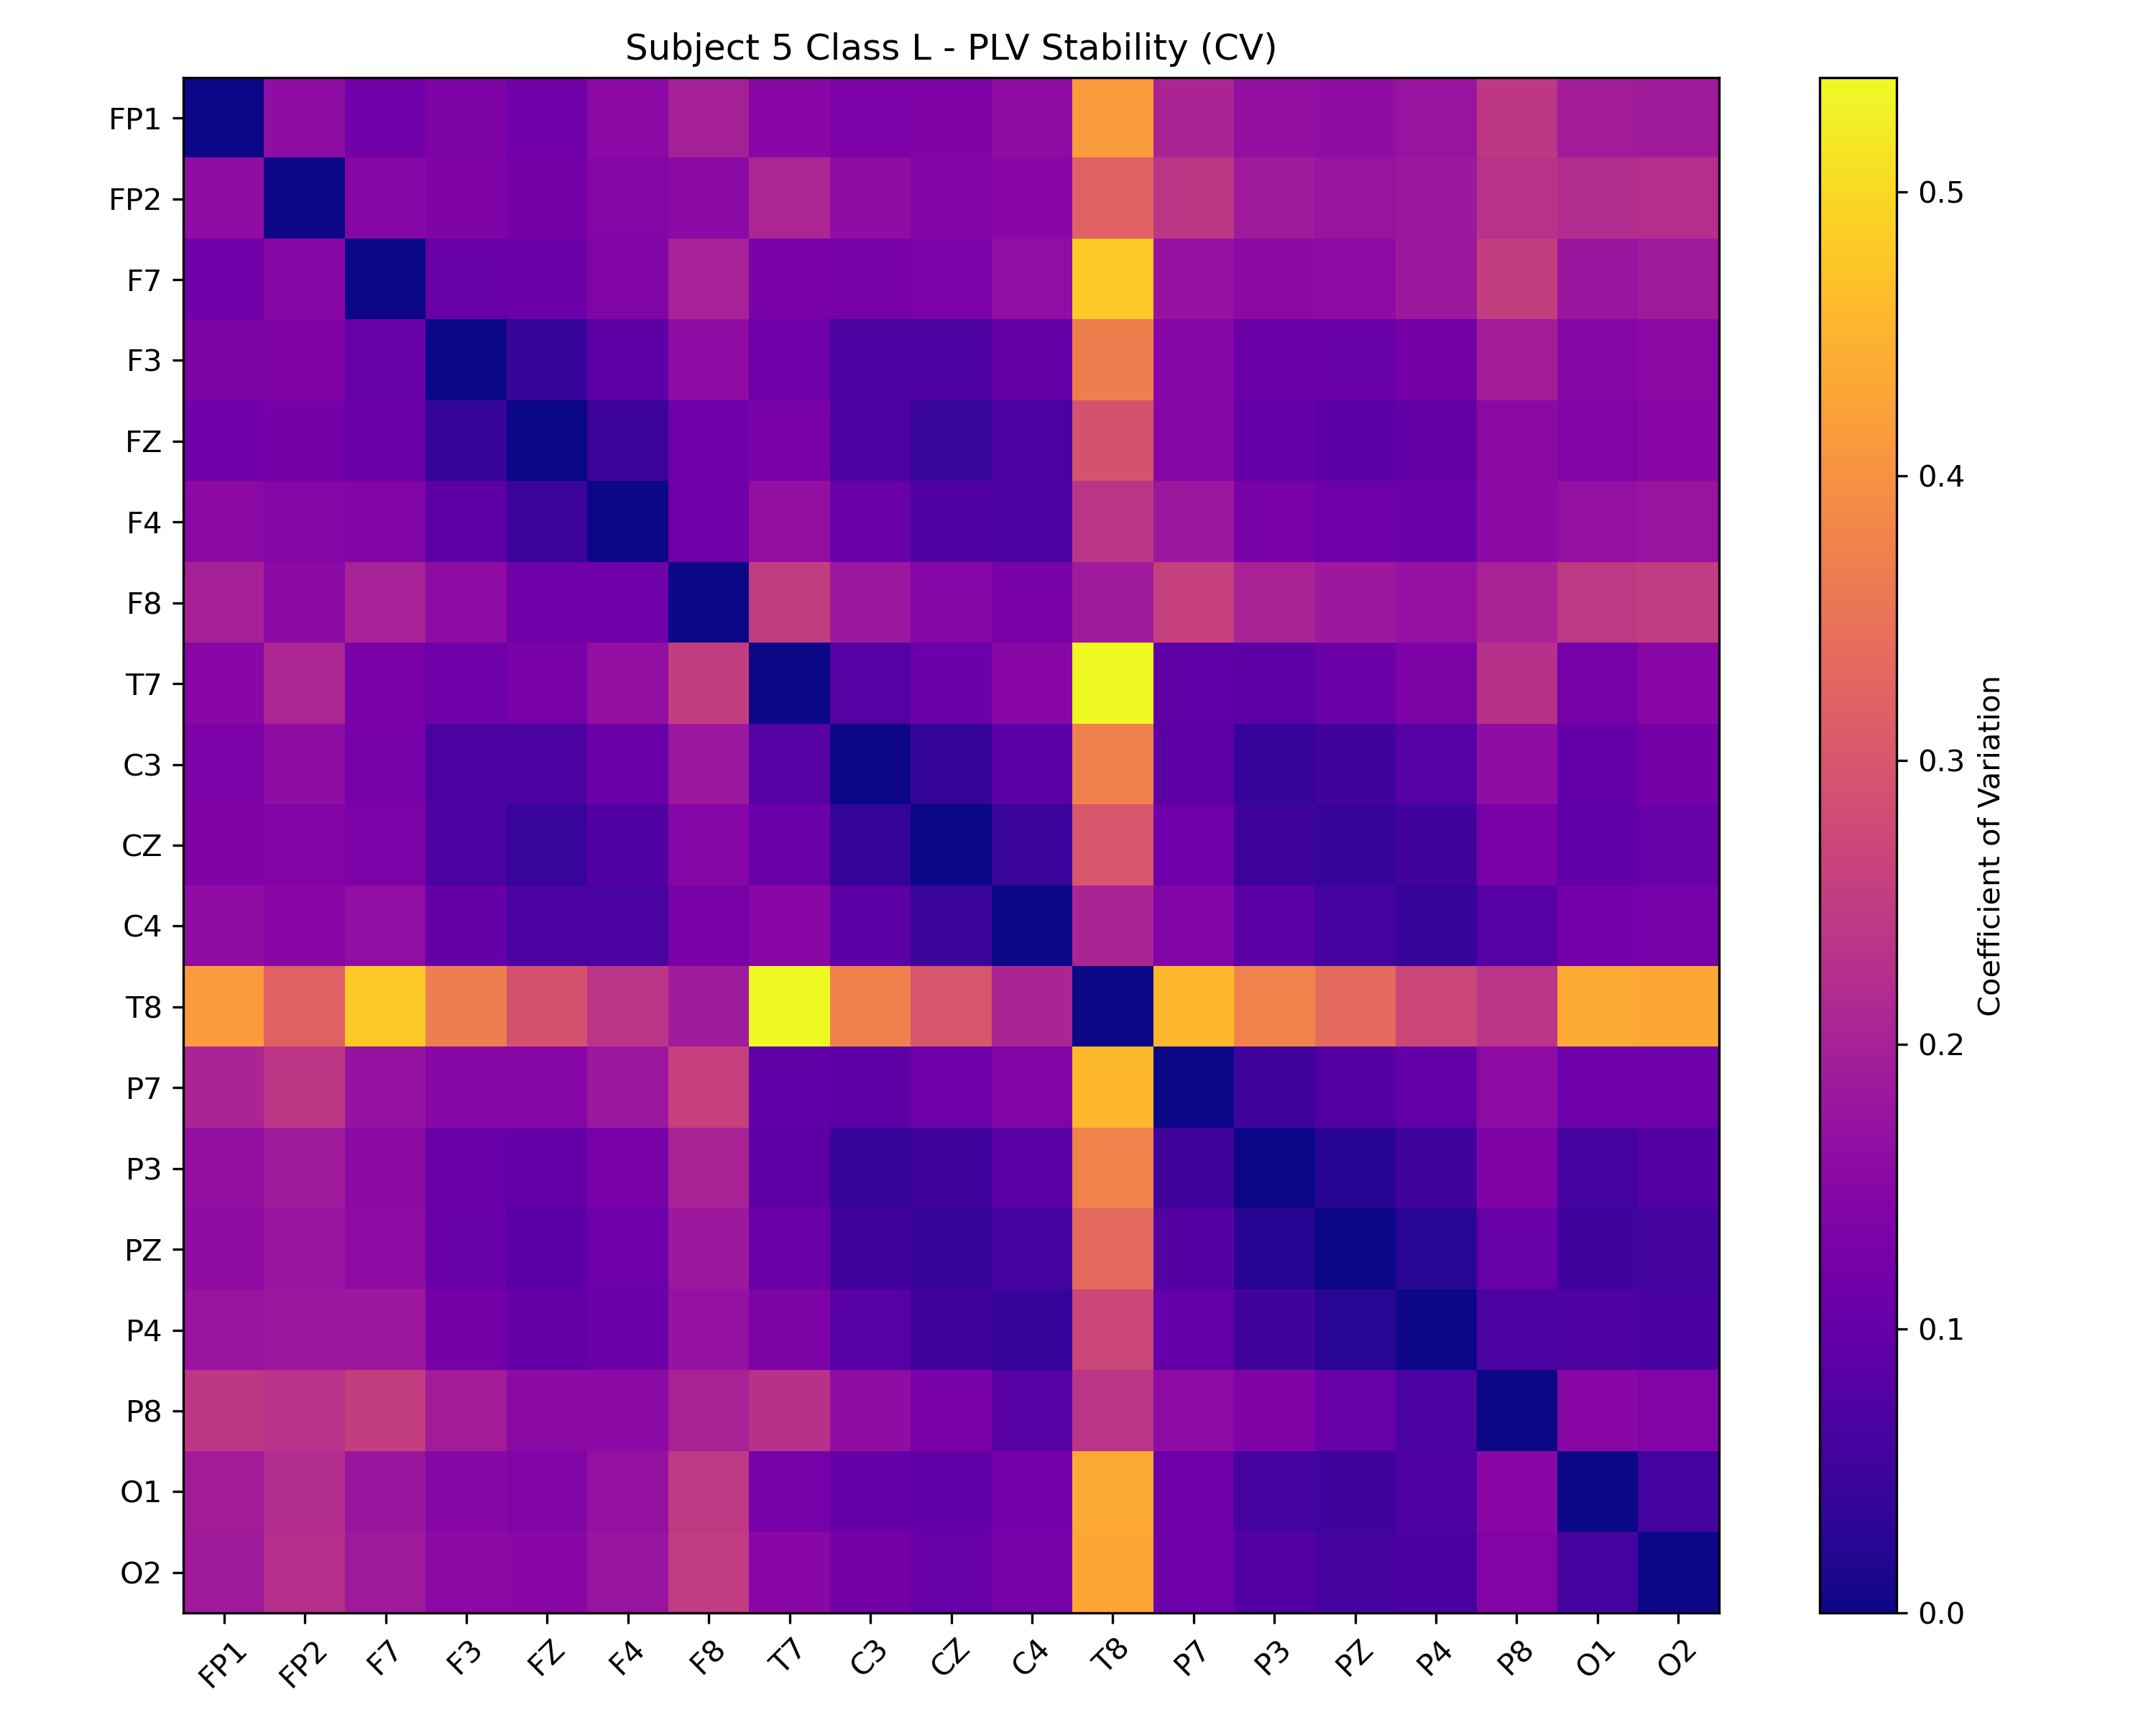 Subject 5 Class L - PLV Stability (CV)
FP1
FP2
F7
F3
FZ
F4
F8
T7
C3
CZ
C4
T8
P7
P3
PZ
P4
P8
O1
O2
FP1 FP2 F7 F3 FZ F4 F8 T7 C3 CZ C4 T8 P7 P3 PZ P4 P8 O1 O2
0.5
0.4
0.3
0.2
0.1
0.0
Coefficient of Variation